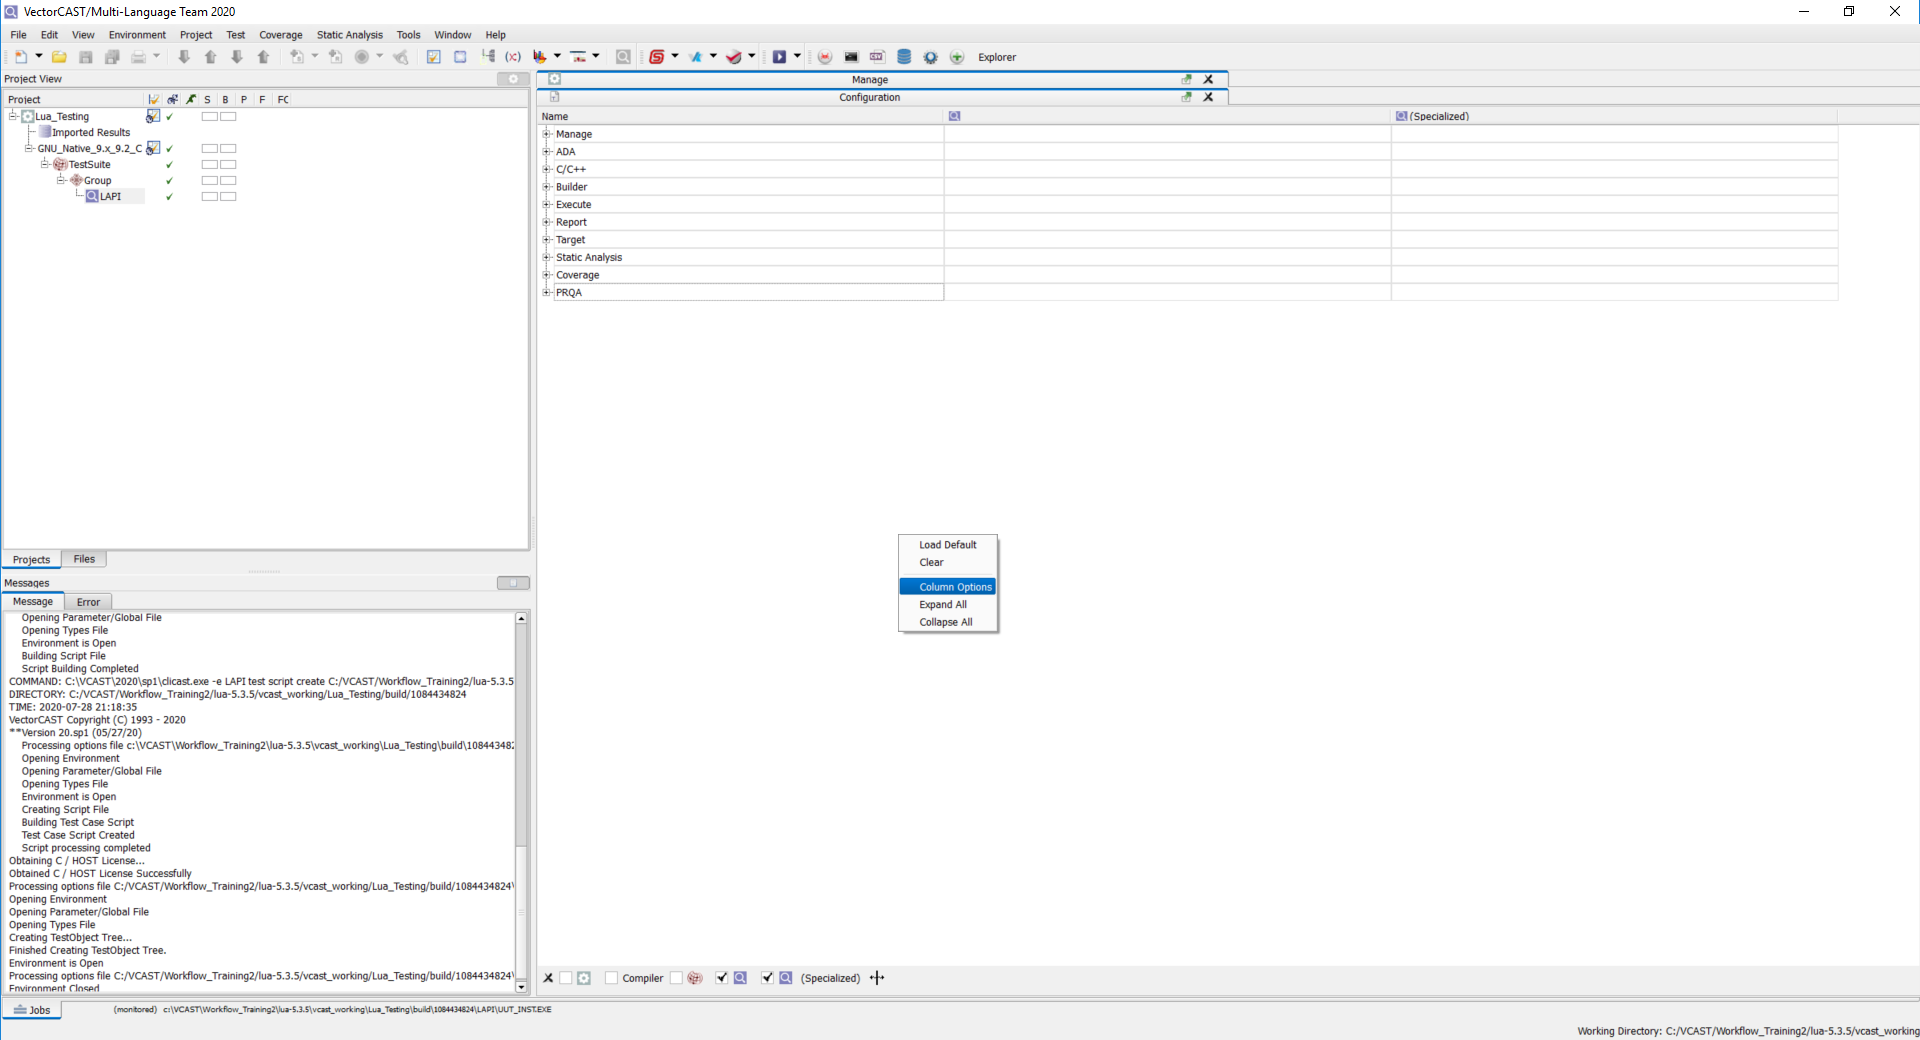 VectorCAST/Multi-Language Team 2020
File Edit View Environment Project Test Coverage Static Analysis Tools Window Help
Explorer
Project View
Project S B P F FC
Lua_Testing
Imported Results
GNU_Native_9.x_9.2_C
TestSuite
Group
LAPI
Projects Files
Messages
Message Error
Opening Parameter/Global File
Opening Types File
Environment is Open
Building Script File
Script Building Completed
COMMAND: C:\VCAST\2020\sp1\clicast.exe -e LAPI test script create C:/VCAST/Workflow_Training2/lua-5.3.5
DIRECTORY: C:/VCAST/Workflow_Training2/lua-5.3.5/vcast_working/Lua_Testing/build/1084434824
TIME: 2020-07-28 21:18:35
VectorCAST Copyright (C) 1993 - 2020
**Version 20.sp1 (05/27/20)
Processing options file c:\VCAST\Workflow_Training2\lua-5.3.5\vcast_working\Lua_Testing\build\108443482
Opening Environment
Opening Parameter/Global File
Opening Types File
Environment is Open
Creating Script File
Building Test Case Script
Test Case Script Created
Script processing completed
Obtaining C / HOST License...
Obtained C / HOST License Successfully
Processing options file C:/VCAST/Workflow_Training2/lua-5.3.5/vcast_working/Lua_Testing/build/1084434824\
Opening Environment
Opening Parameter/Global File
Opening Types File
Creating TestObject Tree...
Finished Creating TestObject Tree.
Environment is Open
Processing options file C:/VCAST/Workflow_Training2/lua-5.3.5/vcast_working/Lua_Testing/build/1084434824\
Environment Closed
Manage
Configuration
Name (Specialized)
Manage
ADA
C/C++
Builder
Execute
Report
Target
Static Analysis
Coverage
PRQA
Load Default
Clear
Column Options
Expand All
Collapse All
Compiler (Specialized)
Jobs (monitored) c:\VCAST\Workflow_Training2\lua-5.3.5\vcast_working\Lua_Testing\build\1084434824\LAPI\UUT_INST.EXE
Working Directory: C:/VCAST/Workflow_Training2/lua-5.3.5/vcast_working